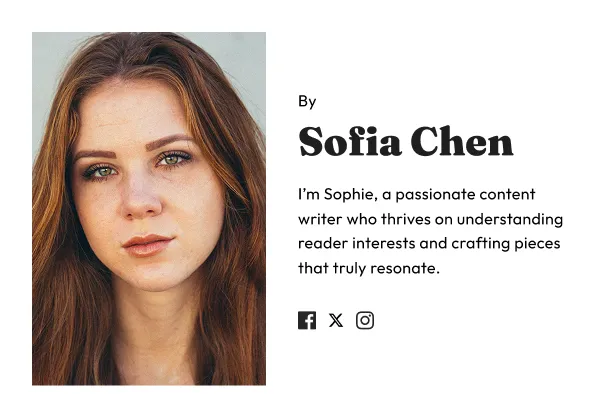 By
Sofia Chen
I’m Sophie, a passionate content
writer who thrives on understanding
reader interests and crafting pieces
that truly resonate.